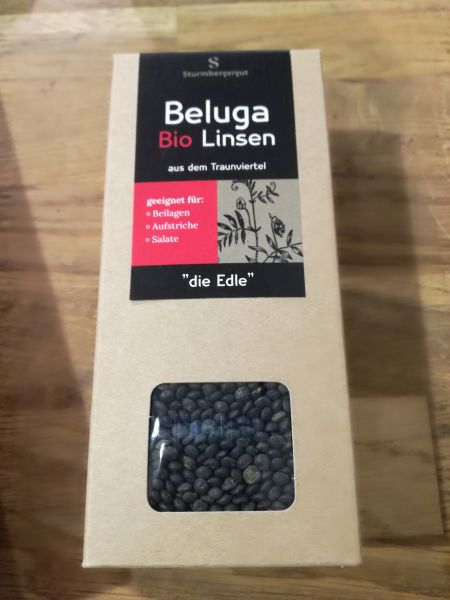 S
Sturmbergergut
Beluga
Bio Linsen
aus dem Traunviertel
geeignet für:
Beilagen
Aufstriche
Salate
"die Edle"